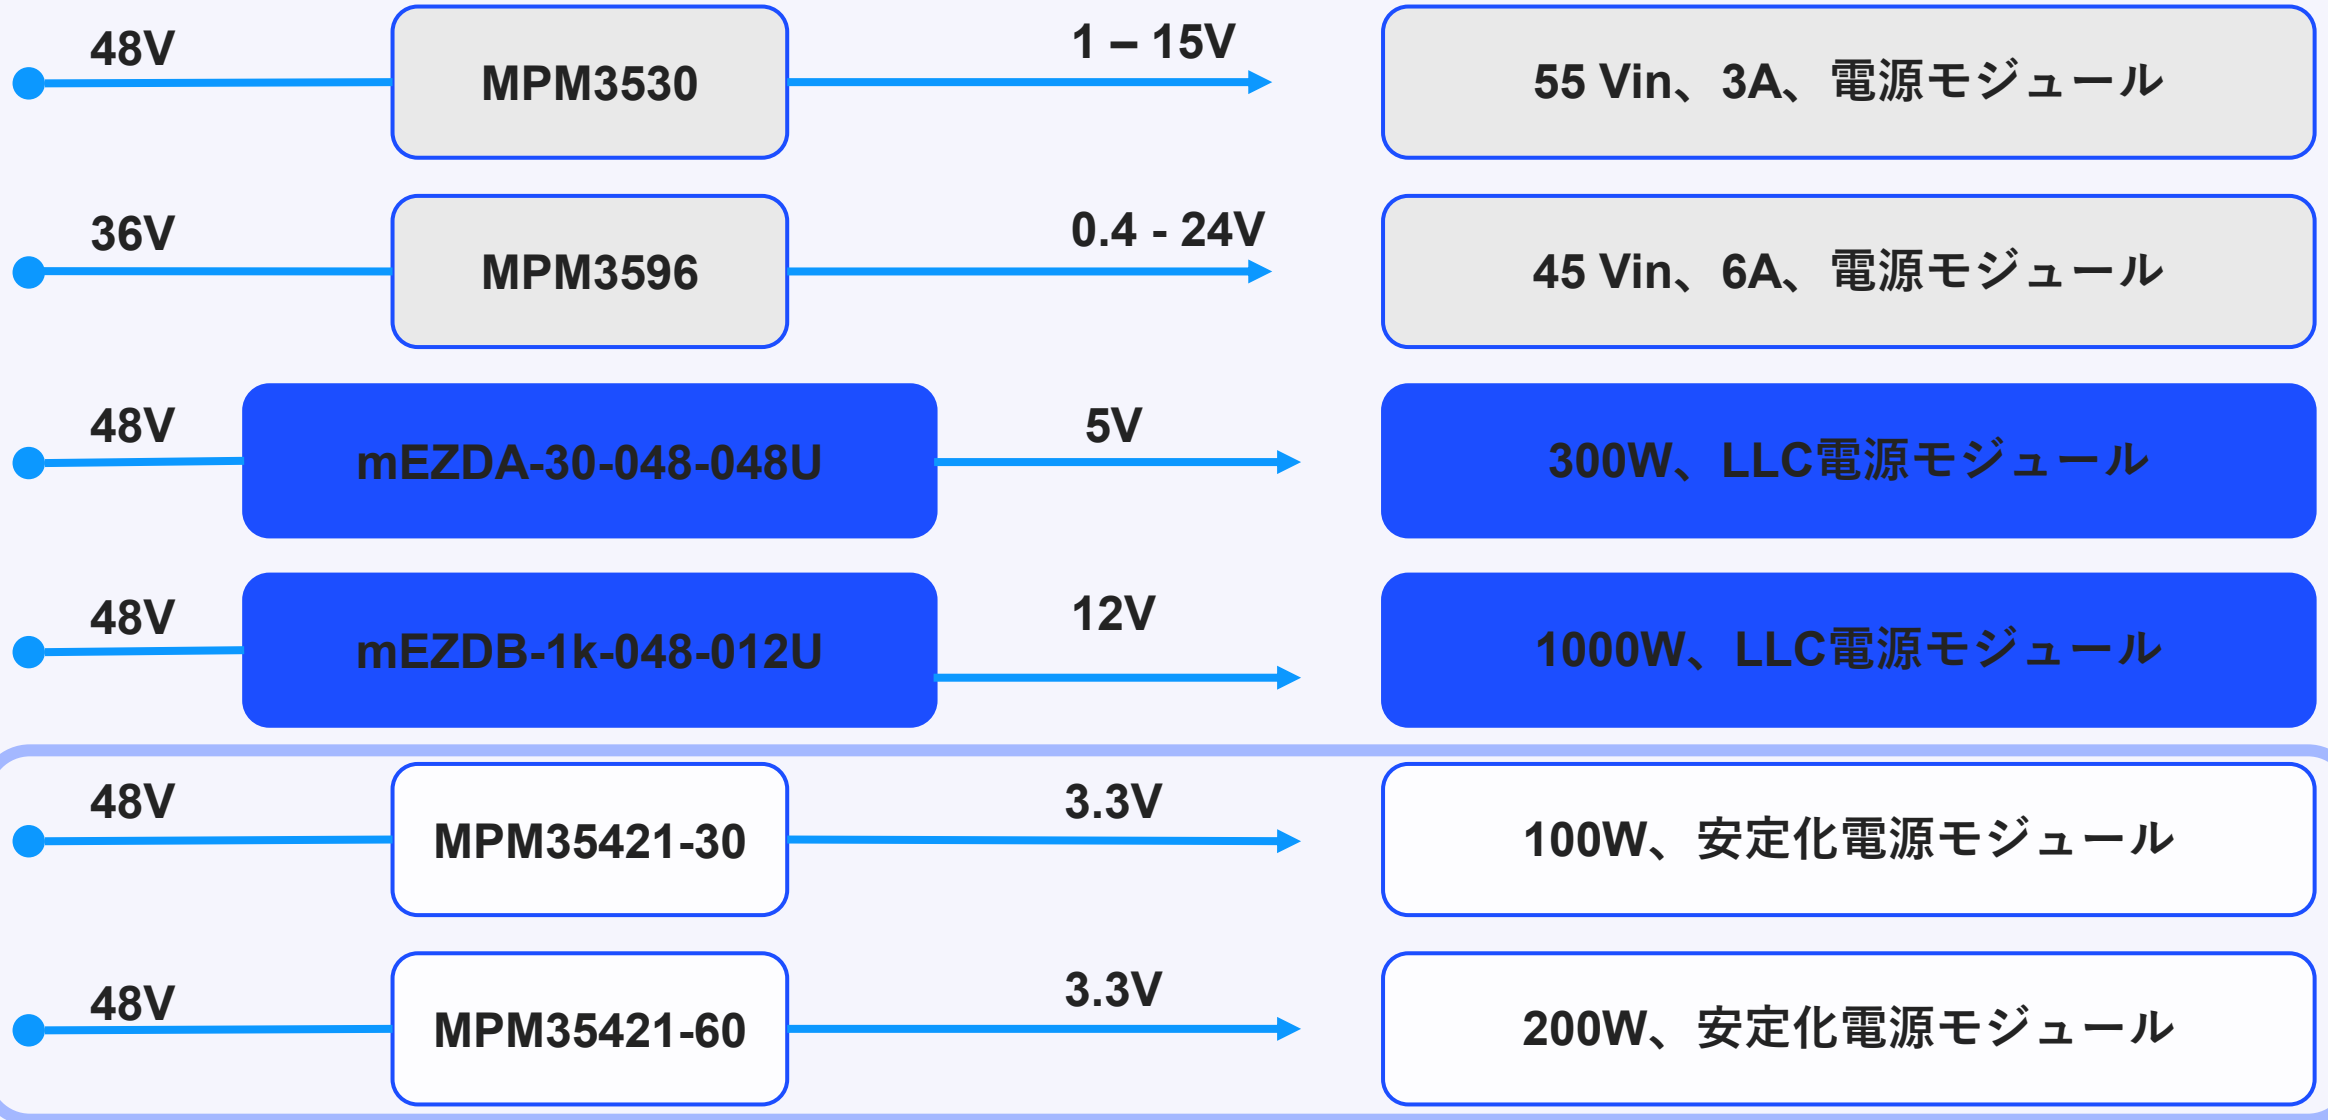 48V
MPM3530
1 – 15V
55 Vin、3A、電源モジュール
36V
MPM3596
0.4 - 24V
45 Vin、6A、電源モジュール
48V
mEZDA-30-048-048U
5V
300W、LLC電源モジュール
48V
mEZDB-1k-048-012U
12V
1000W、LLC電源モジュール
48V
MPM35421-30
3.3V
100W、安定化電源モジュール
48V
MPM35421-60
3.3V
200W、安定化電源モジュール